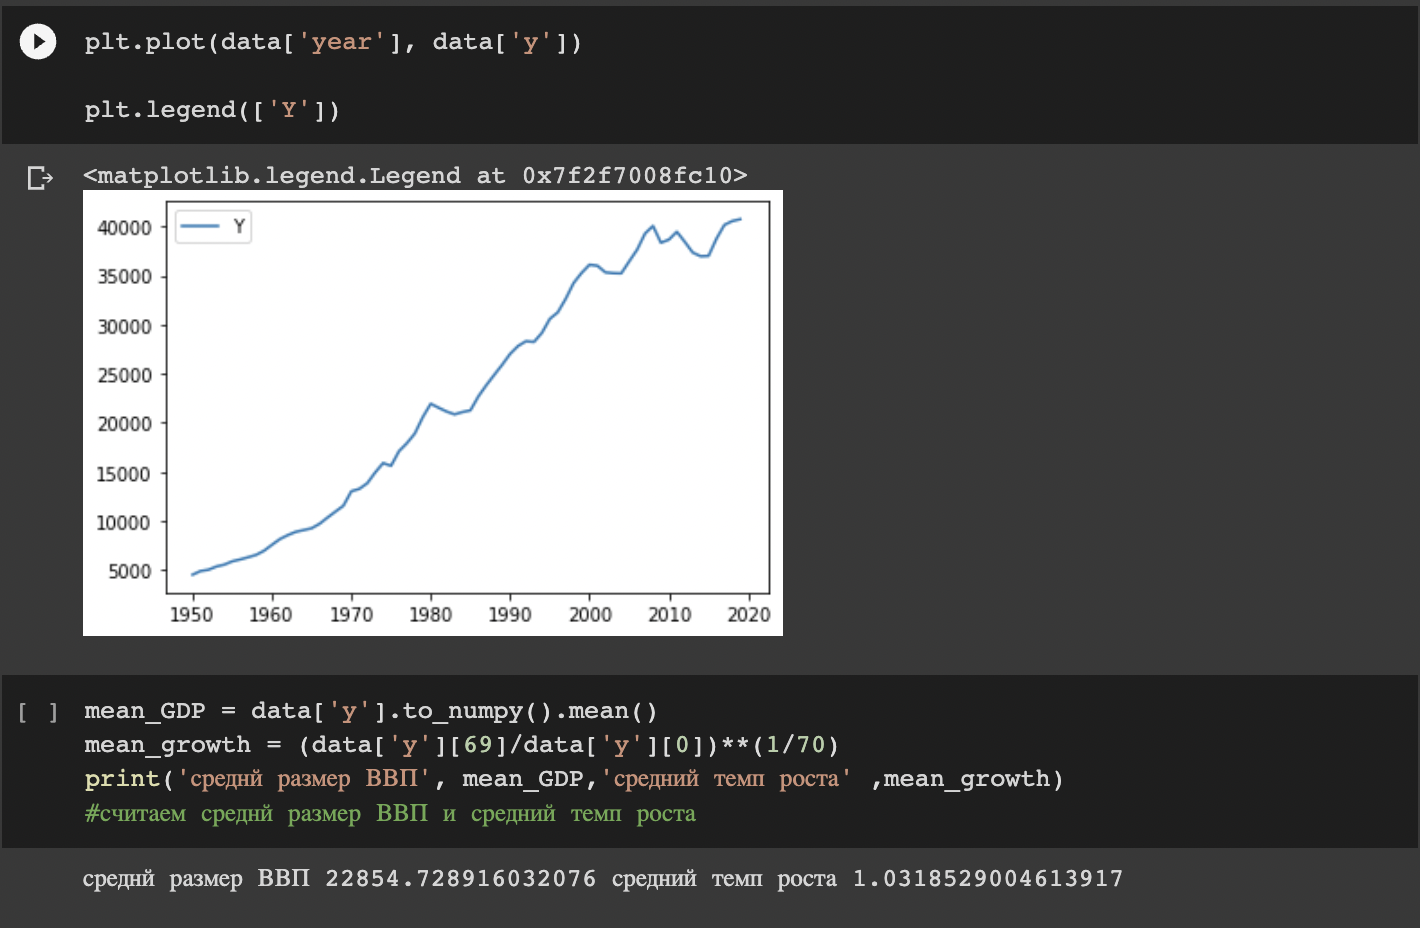 plt.plot(data['year'], data['y'])
plt.legend(['Y'])
<matplotlib.legend.Legend at 0x7f2f7008fc10>
Y
40000
35000
30000
25000
20000
15000
10000
5000
1950 1960 1970 1980 1990 2000 2010 2020
[ ] mean_GDP = data['y'].to_numpy().mean()
mean_growth = (data['y'][69]/data['y'][0])**(1/70)
print('среднй размер ВВП', mean_GDP,'средний темп роста' ,mean_growth)
#считаем среднй размер ВВП и средний темп роста
среднй размер ВВП 22854.728916032076 средний темп роста 1.0318529004613917